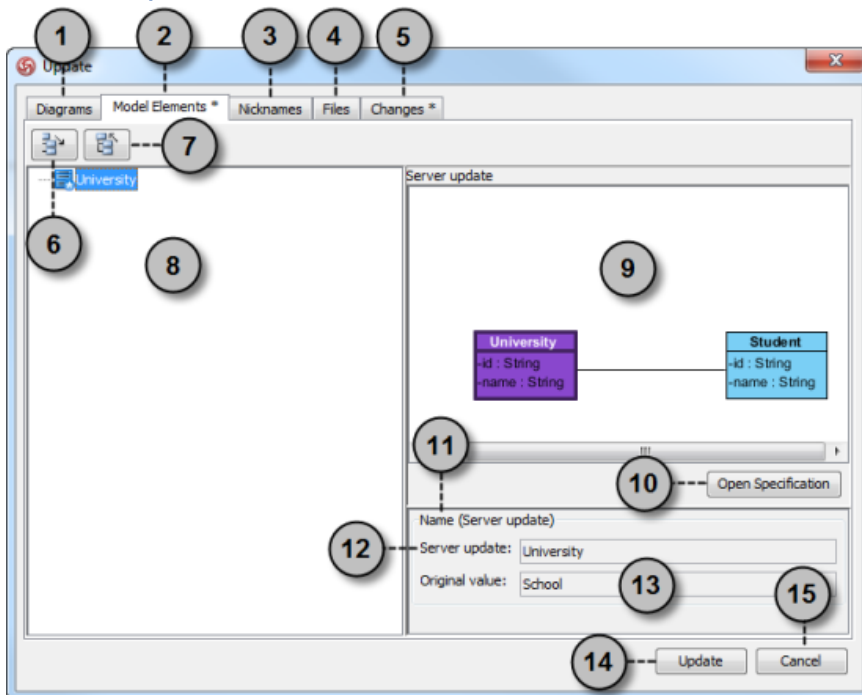 1 2 3 4 5
Update
Diagrams Model Elements * Nicknames Files Changes *
7
University Server update
6 8 9
University Student
-id : String -id : String
-name : String -name : String
11
10 Open Specification
Name (Server update)
12 Server update: University
Original value: School 13 15
14 Update Cancel